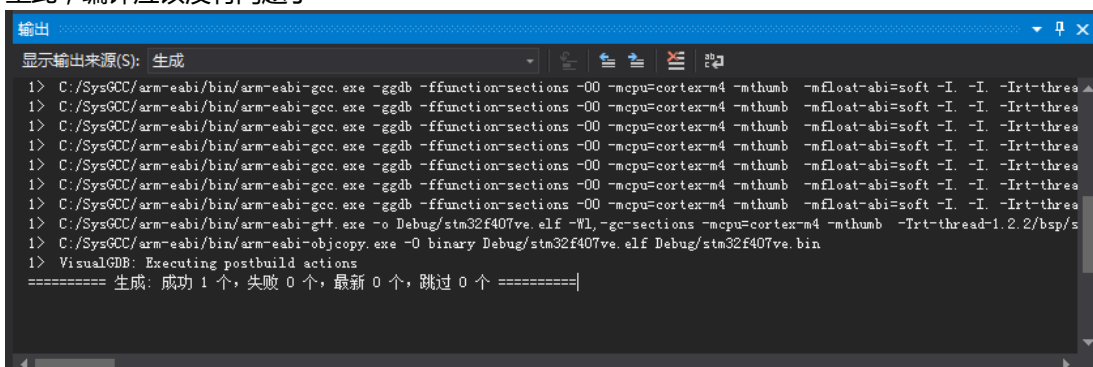 输出
显示输出来源(S): 生成
1> C:/SysGCC/arm-eabi/bin/arm-eabi-gcc.exe -ggdb -ffunction-sections -O0 -mcpu=cortex-m4 -mthumb -mfloat-abi=soft -I. -I. -Irt-threa
1> C:/SysGCC/arm-eabi/bin/arm-eabi-gcc.exe -ggdb -ffunction-sections -O0 -mcpu=cortex-m4 -mthumb -mfloat-abi=soft -I. -I. -Irt-threa
1> C:/SysGCC/arm-eabi/bin/arm-eabi-gcc.exe -ggdb -ffunction-sections -O0 -mcpu=cortex-m4 -mthumb -mfloat-abi=soft -I. -I. -Irt-threa
1> C:/SysGCC/arm-eabi/bin/arm-eabi-gcc.exe -ggdb -ffunction-sections -O0 -mcpu=cortex-m4 -mthumb -mfloat-abi=soft -I. -I. -Irt-threa
1> C:/SysGCC/arm-eabi/bin/arm-eabi-gcc.exe -ggdb -ffunction-sections -O0 -mcpu=cortex-m4 -mthumb -mfloat-abi=soft -I. -I. -Irt-threa
1> C:/SysGCC/arm-eabi/bin/arm-eabi-gcc.exe -ggdb -ffunction-sections -O0 -mcpu=cortex-m4 -mthumb -mfloat-abi=soft -I. -I. -Irt-threa
1> C:/SysGCC/arm-eabi/bin/arm-eabi-gcc.exe -ggdb -ffunction-sections -O0 -mcpu=cortex-m4 -mthumb -mfloat-abi=soft -I. -I. -Irt-threa
1> C:/SysGCC/arm-eabi/bin/arm-eabi-g++.exe -o Debug/stm32f407ve.elf -Wl,-gc-sections -mcpu=cortex-m4 -mthumb -Trt-thread-1.2.2/bsp/s
1> C:/SysGCC/arm-eabi/bin/arm-eabi-objcopy.exe -O binary Debug/stm32f407ve.elf Debug/stm32f407ve.bin
1> VisualGDB: Executing postbuild actions
========== 生成: 成功 1 个，失败 0 个，最新 0 个，跳过 0 个 ==========